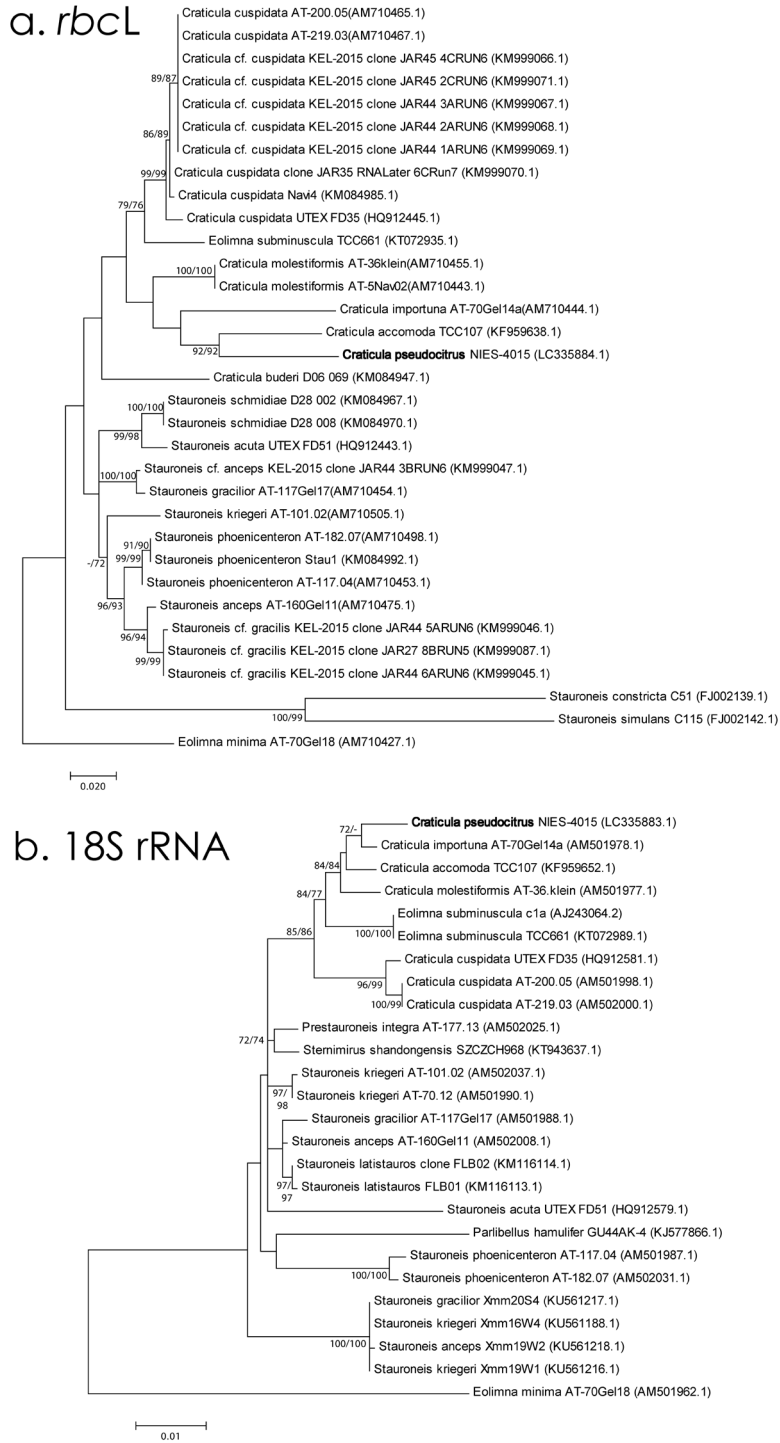 a. rbcL
Craticula cuspidata AT-200.05(AM710465.1)
Craticula cuspidata AT-219.03(AM710467.1)
Craticula cf. cuspidata KEL-2015 clone JAR45 4CRUN6 (KM999066.1)
89/87
Craticula cf. cuspidata KEL-2015 clone JAR45 2CRUN6 (KM999071.1)
Craticula cf. cuspidata KEL-2015 clone JAR44 3ARUN6 (KM999067.1)
Craticula cf. cuspidata KEL-2015 clone JAR44 2ARUN6 (KM999068.1)
86/89
Craticula cf. cuspidata KEL-2015 clone JAR44 1ARUN6 (KM999069.1)
99/99
Craticula cuspidata clone JAR35 RNALater 6CRun7 (KM999070.1)
Craticula cuspidata Navi4 (KM084985.1)
79/76
Craticula cuspidata UTEX FD35 (HQ912445.1)
Eolimna subminuscula TCC661 (KT072935.1)
Craticula molestiformis AT-36klein(AM710455.1)
100/100
Craticula molestiformis AT-5Nav02(AM710443.1)
Craticula importuna AT-70Gel14a(AM710444.1)
Craticula accomoda TCC107 (KF959638.1)
92/92
Craticula pseudocitrus NIES-4015 (LC335884.1)
Craticula buderi D06 069 (KM084947.1)
Stauroneis schmidiae D28 002 (KM084967.1)
100/100
Stauroneis schmidiae D28 008 (KM084970.1)
99/98
Stauroneis acuta UTEX FD51 (HQ912443.1)
Stauroneis cf. anceps KEL-2015 clone JAR44 3BRUN6 (KM999047.1)
100/100
Stauroneis gracilior AT-117Gel17(AM710454.1)
Stauroneis kriegeri AT-101.02(AM710505.1)
Stauroneis phoenicenteron AT-182.07(AM710498.1)
91/90
99/99
Stauroneis phoenicenteron Stau1 (KM084992.1)
-/72
Stauroneis phoenicenteron AT-117.04(AM710453.1)
96/93
Stauroneis anceps AT-160Gel11(AM710475.1)
Stauroneis cf. gracilis KEL-2015 clone JAR44 5ARUN6 (KM999046.1)
96/94
Stauroneis cf. gracilis KEL-2015 clone JAR27 8BRUN5 (KM999087.1)
99/99
Stauroneis cf. gracilis KEL-2015 clone JAR44 6ARUN6 (KM999045.1)
Stauroneis constricta C51 (FJ002139.1)
100/99
Stauroneis simulans C115 (FJ002142.1)
Eolimna minima AT-70Gel18 (AM710427.1)
0.020
b. 18S rRNA
Craticula pseudocitrus NIES-4015 (LC335883.1)
72/-
Craticula importuna AT-70Gel14a (AM501978.1)
84/84
Craticula accomoda TCC107 (KF959652.1)
84/77
Craticula molestiformis AT-36.klein (AM501977.1)
Eolimna subminuscula c1a (AJ243064.2)
100/100
85/86
Eolimna subminuscula TCC661 (KT072989.1)
Craticula cuspidata UTEX FD35 (HQ912581.1)
96/99
Craticula cuspidata AT-200.05 (AM501998.1)
100/99
Craticula cuspidata AT-219.03 (AM502000.1)
Prestauroneis integra AT-177.13 (AM502025.1)
72/74
Sternimirus shandongensis SZCZCH968 (KT943637.1)
Stauroneis kriegeri AT-101.02 (AM502037.1)
97/
98
Stauroneis kriegeri AT-70.12 (AM501990.1)
Stauroneis gracilior AT-117Gel17 (AM501988.1)
Stauroneis anceps AT-160Gel11 (AM502008.1)
Stauroneis latistauros clone FLB02 (KM116114.1)
97/
97
Stauroneis latistauros FLB01 (KM116113.1)
Stauroneis acuta UTEX FD51 (HQ912579.1)
Parlibellus hamulifer GU44AK-4 (KJ577866.1)
Stauroneis phoenicenteron AT-117.04 (AM501987.1)
100/100
Stauroneis phoenicenteron AT-182.07 (AM502031.1)
Stauroneis gracilior Xmm20S4 (KU561217.1)
Stauroneis kriegeri Xmm16W4 (KU561188.1)
100/100
Stauroneis anceps Xmm19W2 (KU561218.1)
Stauroneis kriegeri Xmm19W1 (KU561216.1)
Eolimna minima AT-70Gel18 (AM501962.1)
0.01